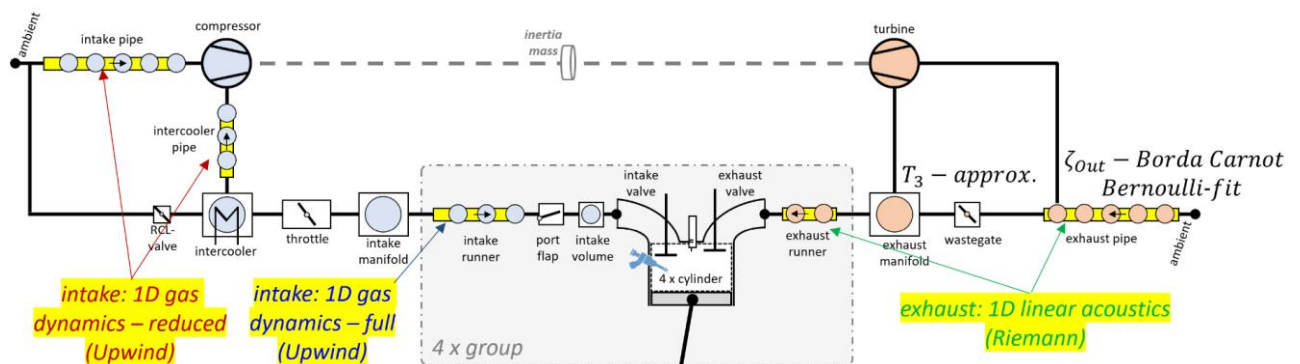 ambient
intake pipe
compressor
inertia
mass
turbine
intercooler
pipe
RCL-
valve
intercooler
throttle
intake
manifold
intake
runner
port
flap
intake
volume
intake
valve
exhaust
valve
4 x cylinder
exhaust
runner
T3 − approx.
exhaust
manifold
wastegate
ζOut − Borda Carnot
Bernoulli-fit
exhaust pipe
ambient
intake: 1D gas
dynamics – reduced
(Upwind)
intake: 1D gas
dynamics – full
(Upwind)
4 x group
exhaust: 1D linear acoustics
(Riemann)